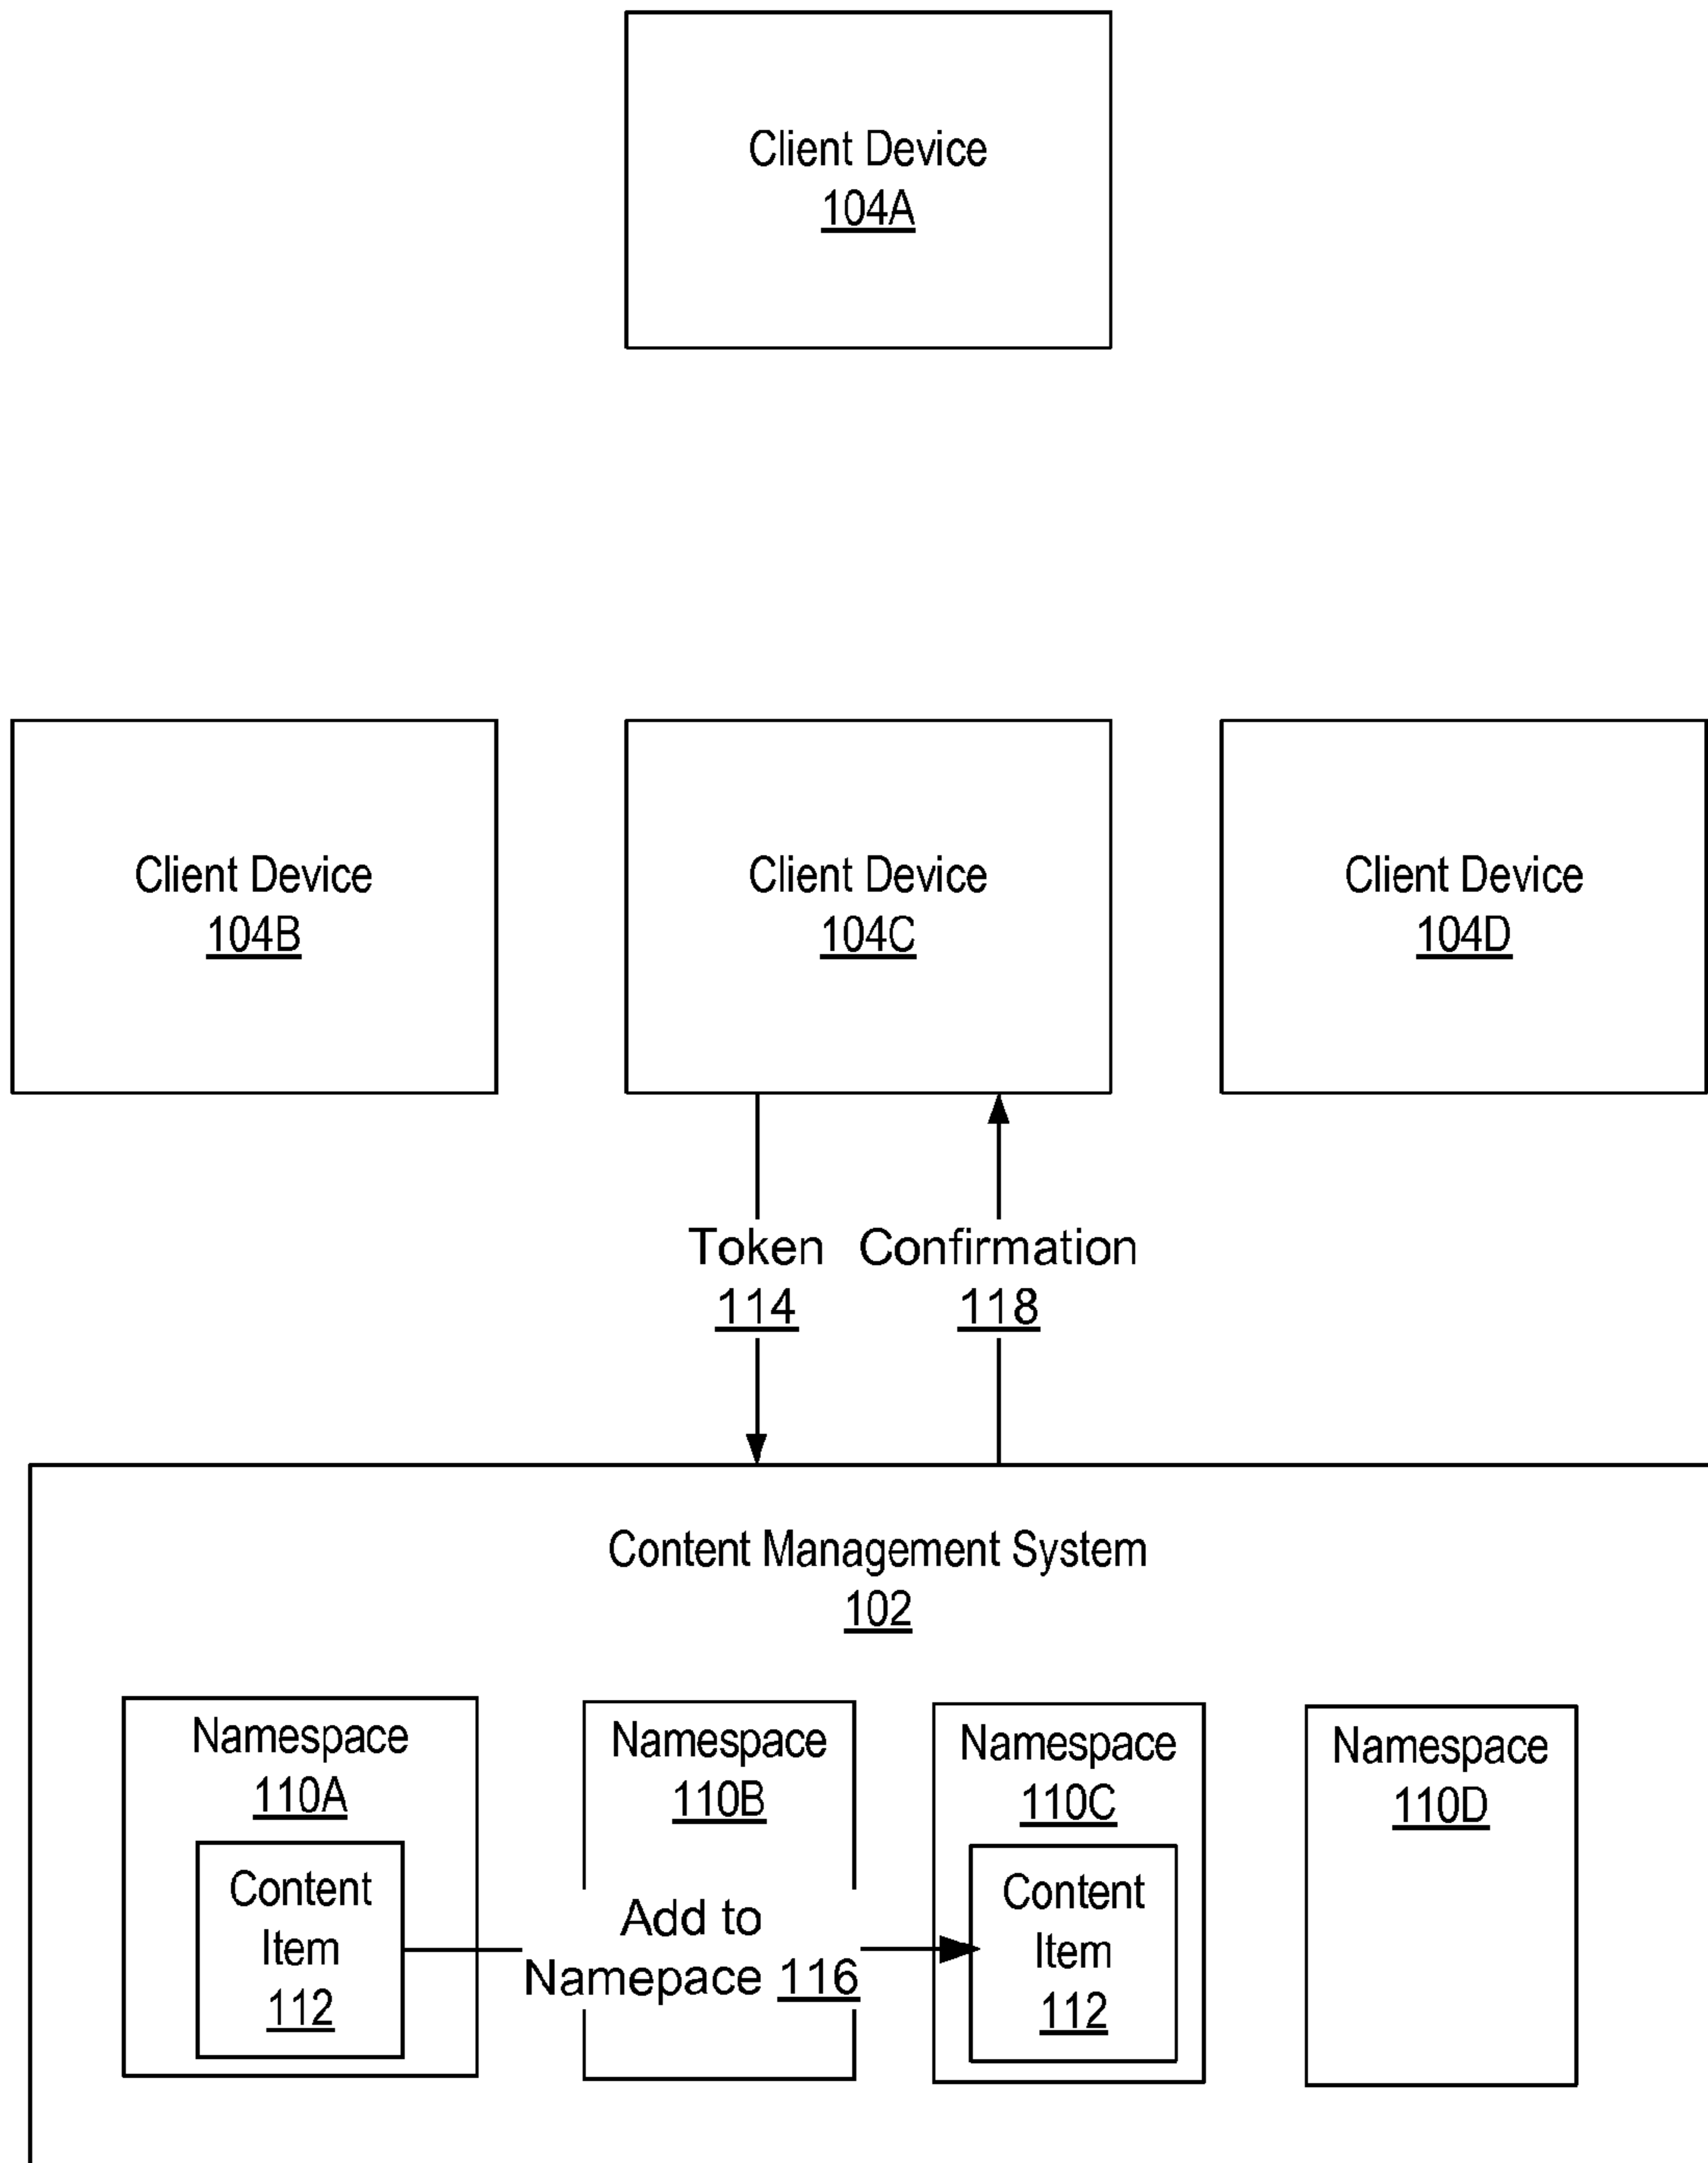 Client Device
104A
Client Device
104B
Client Device
104C
Client Device
104D
Token
114
Confirmation
118
Content Management System
102
Namespace
110A
Content
Item
112
Namespace
110B
Add to
Namepace 116
Namespace
110C
Content
Item
112
Namespace
110D